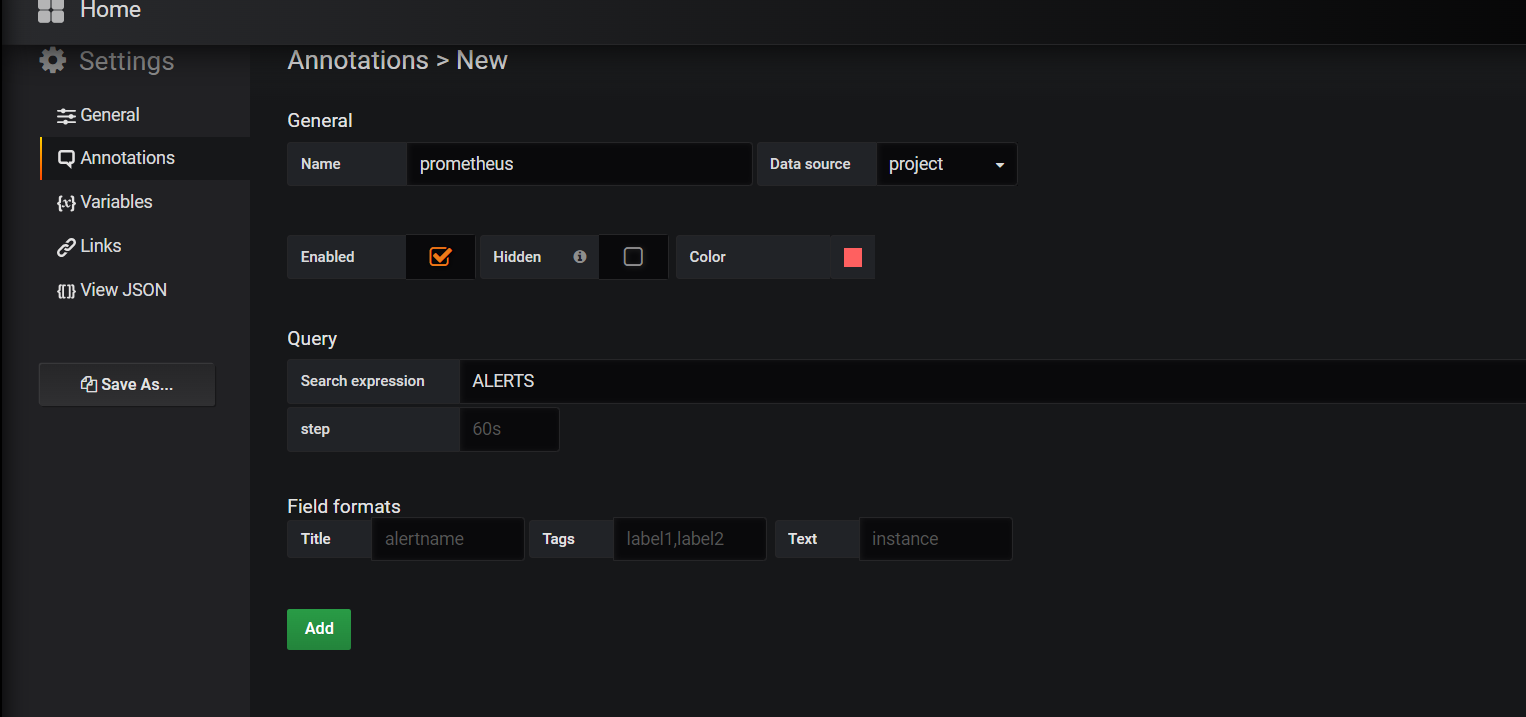 Home
Settings
Annotations > New
General
Annotations
Variables
Links
View JSON
Save As...
General
Name prometheus Data source project
Enabled Hidden Color
Query
Search expression ALERTS
step 60s
Field formats
Title alertname Tags label1,label2 Text instance
Add